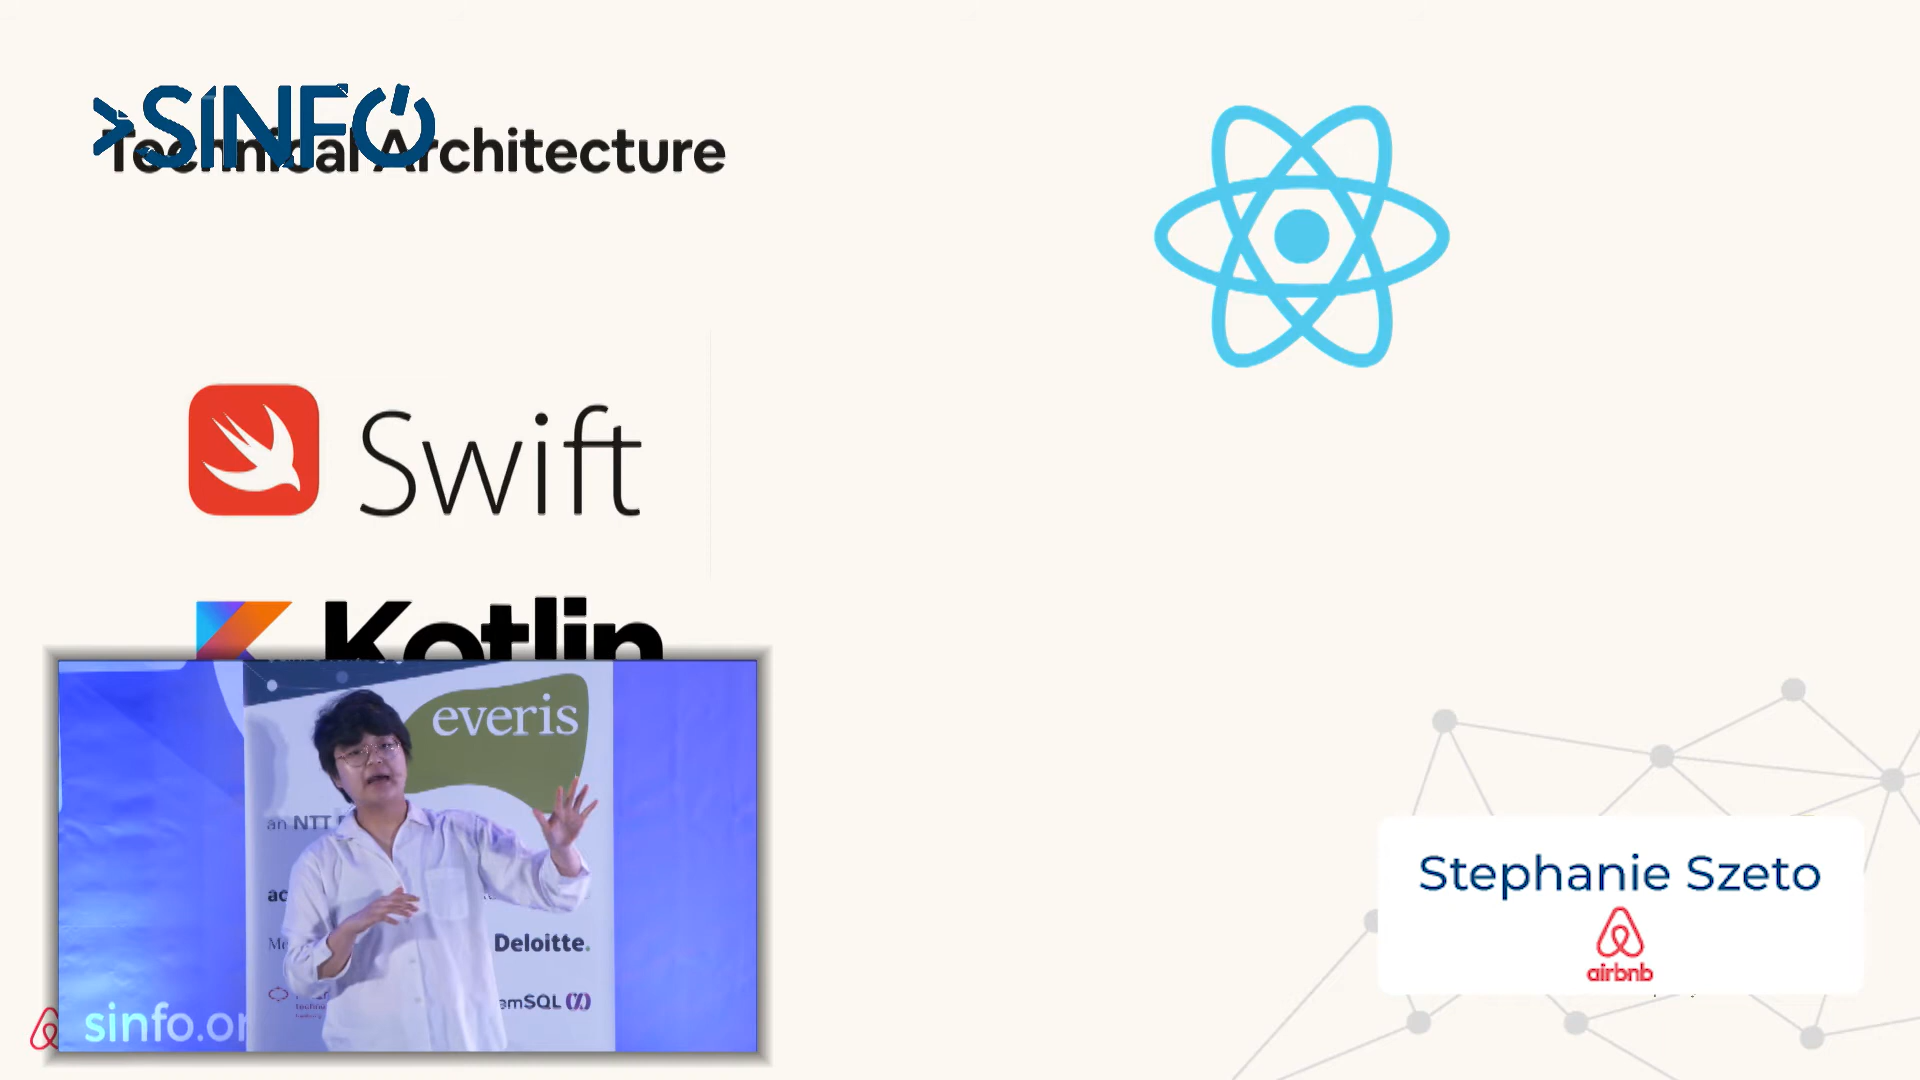 SINFO
Technical Architecture
Swift
Kotlin
everis
an NTT
Deloitte.
emSQL
sinfo.or
Stephanie Szeto
airbnb